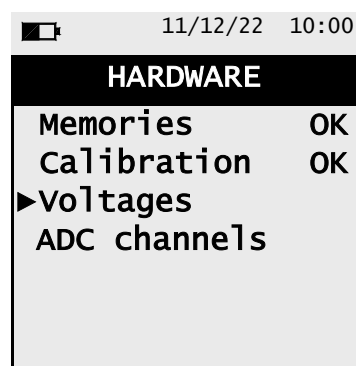 11/12/22 10:00
HARDWARE
Memories OK
Calibration OK
►Voltages
ADC channels